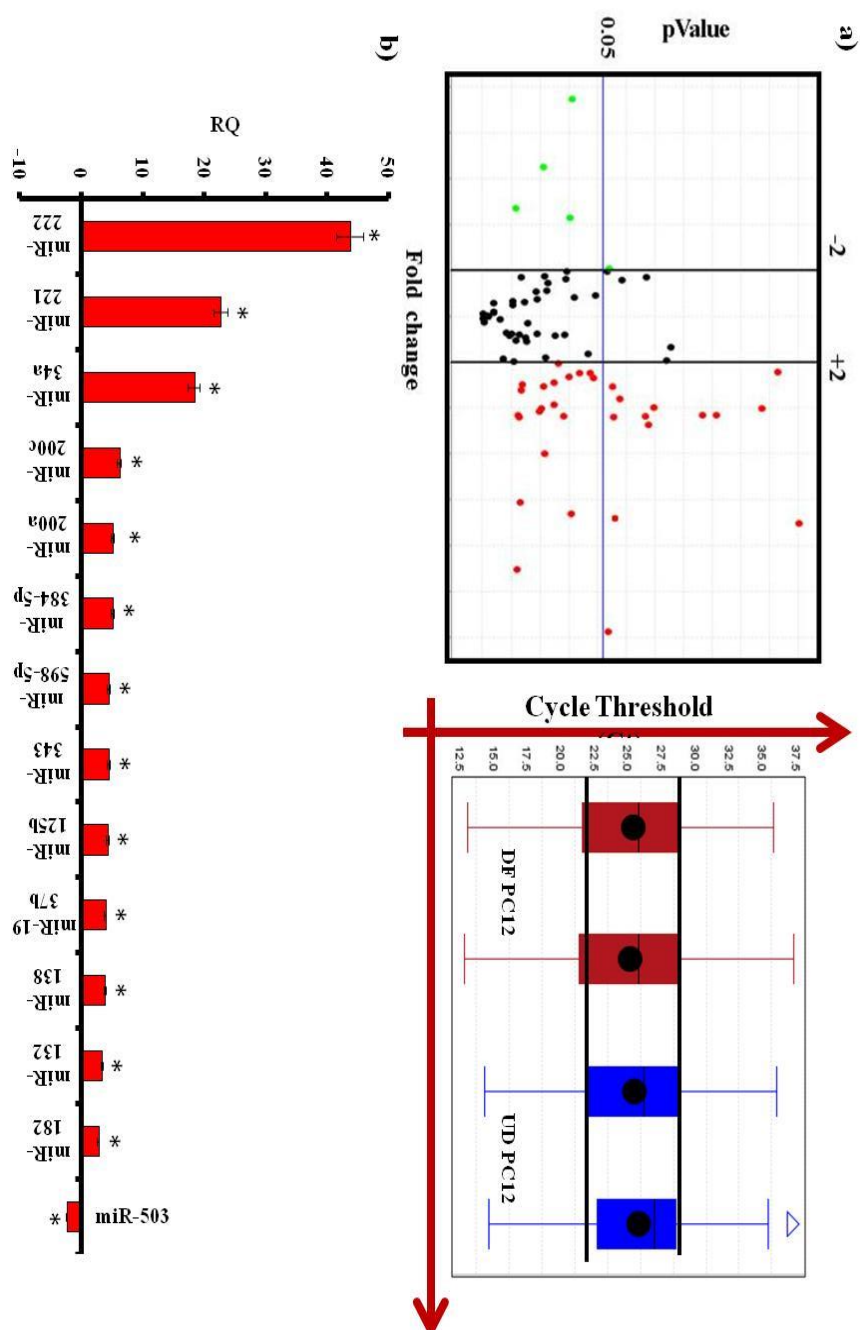 a)
pValue
0.05
-2
+2
Fold change
Cycle Threshold
12.5
15.0
17.5
20.0
22.5
25.0
27.5
30.0
32.5
35.0
37.5
DF PC12
UD PC12
b)
RQ
-10
0
10
20
30
40
50
miR-
222
miR-
221
miR-
34a
miR-
200c
miR-
200a
miR-
384-5p
miR-
598-5p
miR-
343
miR-
125b
miR-19
37b
miR-
138
miR-
132
miR-
182
miR-503
* * * * * * * * * * * * * *